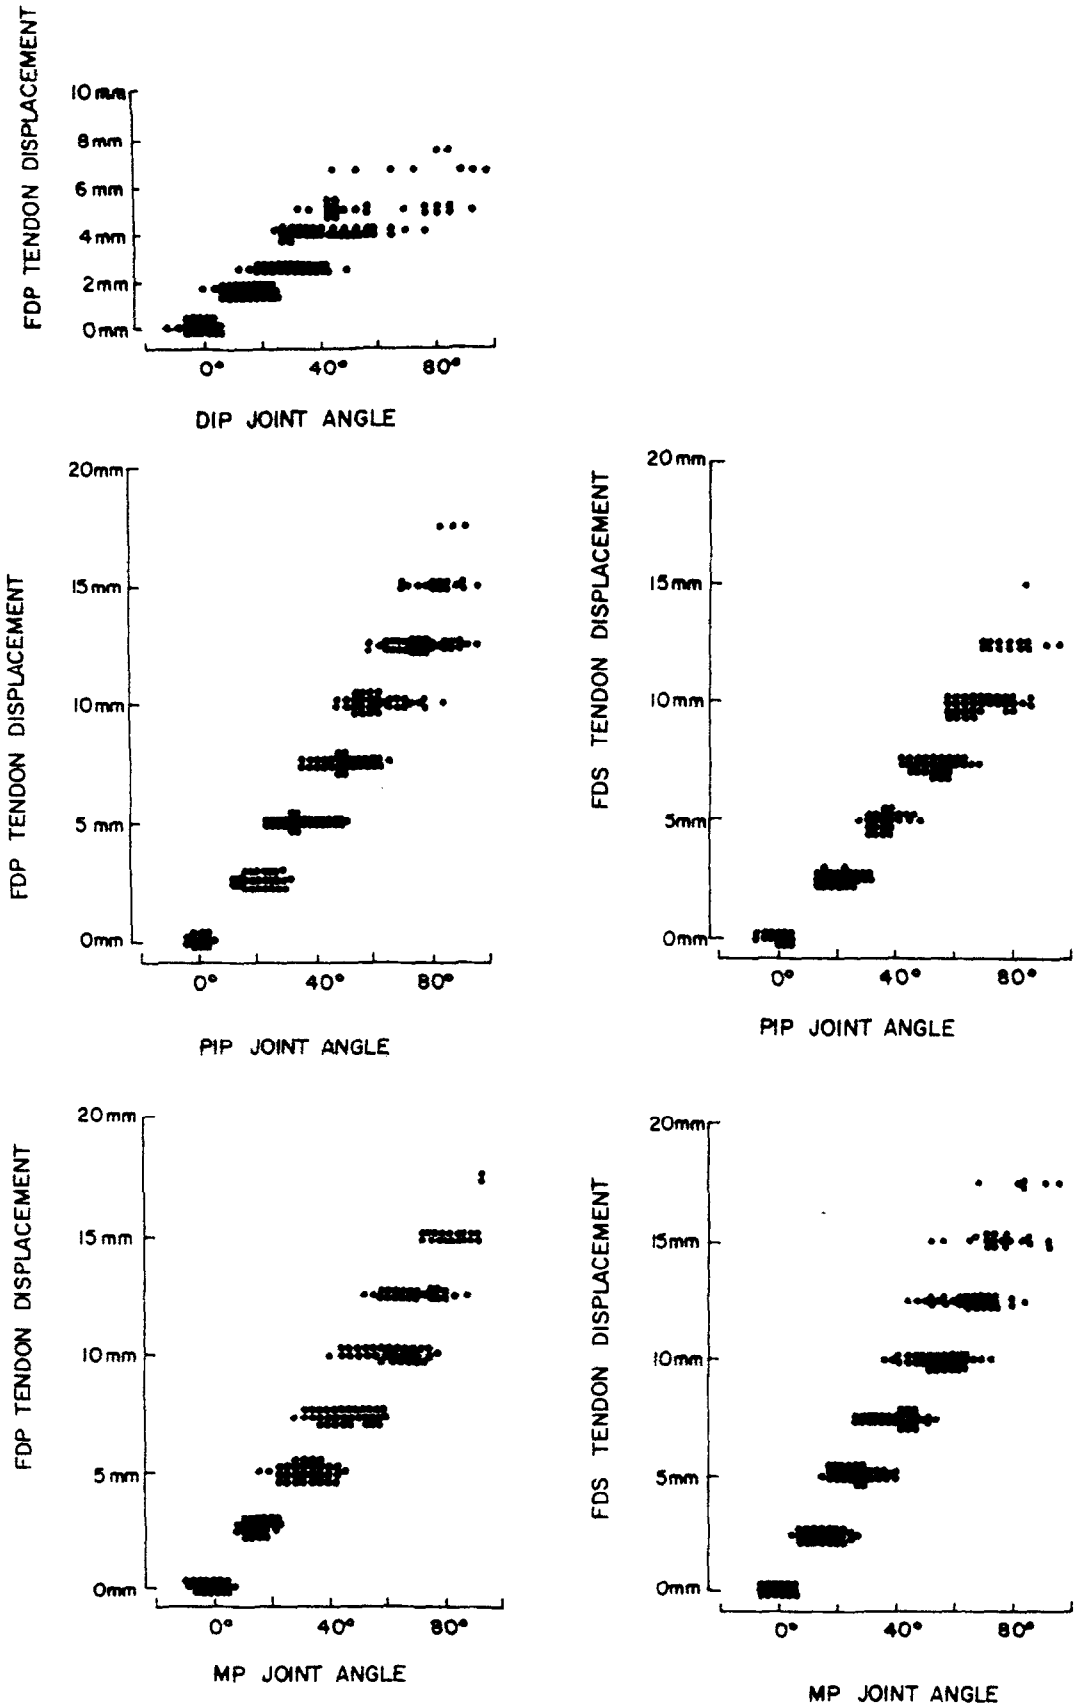 FDP TENDON DISPLACEMENT
10 mm
8 mm
6 mm
4 mm
2 mm
0 mm
0° 40° 80°
DIP JOINT ANGLE
FDP TENDON DISPLACEMENT
20mm
15 mm
10 mm
5 mm
0mm
0° 40° 80°
PIP JOINT ANGLE
FDS TENDON DISPLACEMENT
20mm
15mm
10mm
5mm
0mm
0° 40° 80°
PIP JOINT ANGLE
FDP TENDON DISPLACEMENT
20 mm
15 mm
10 mm
5 mm
0mm
0° 40° 80°
MP JOINT ANGLE
FDS TENDON DISPLACEMENT
20mm
15mm
10mm
5mm
0mm
0° 40° 80°
MP JOINT ANGLE